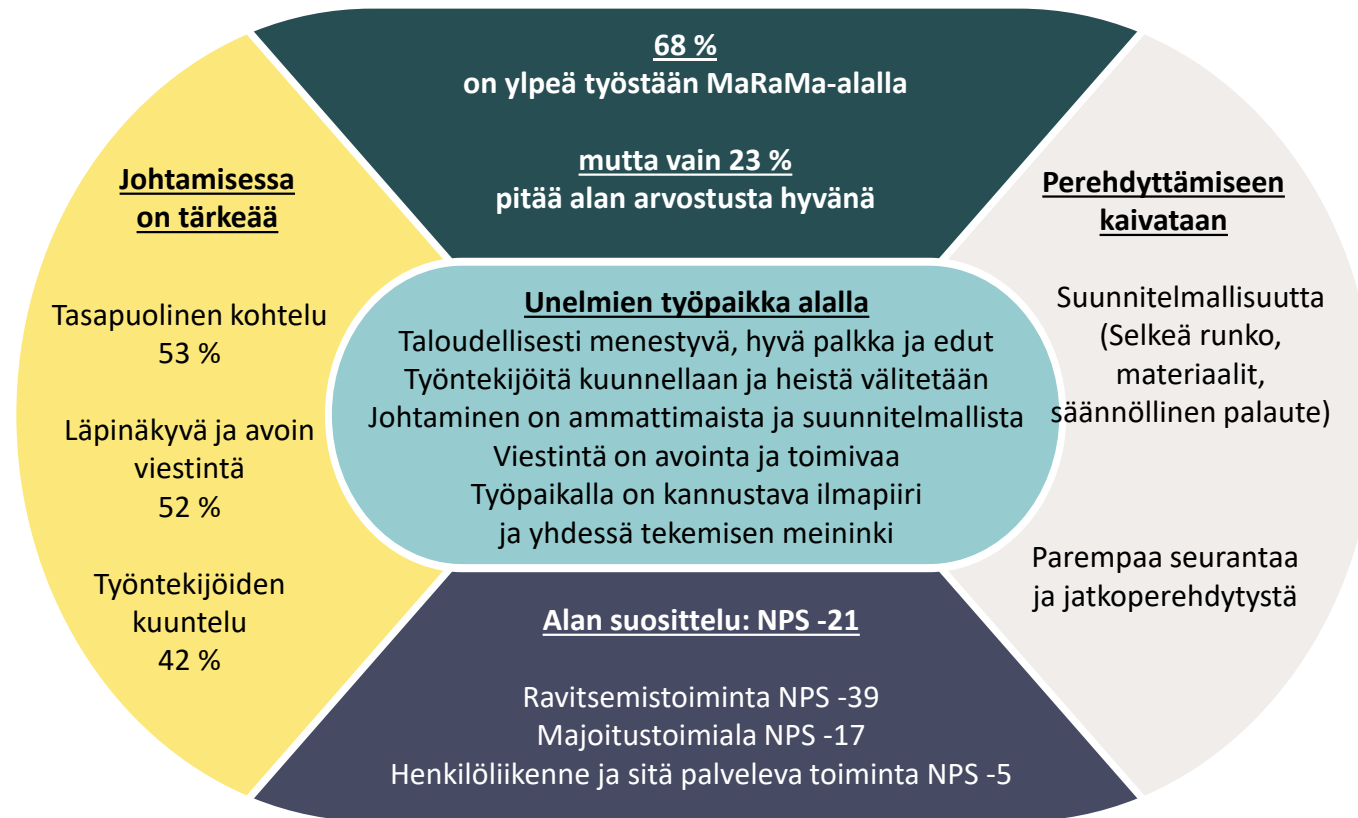 68 %
on ylpeä työstään MaRaMa-alalla
mutta vain 23 %
pitää alan arvostusta hyvänä
Johtamisessa
on tärkeää
Tasapuolinen kohtelu
53 %
Läpinäkyvä ja avoin
viestintä
52 %
Työntekijöiden
kuuntelu
42 %
Unelmien työpaikka alalla
Taloudellisesti menestyvä, hyvä palkka ja edut
Työntekijöitä kuunnellaan ja heistä välitetään
Johtaminen on ammattimaista ja suunnitelmallista
Viestintä on avointa ja toimivaa
Työpaikalla on kannustava ilmapiiri
ja yhdessä tekemisen meininki
Perehdyttämiseen
kaivataan
Suunnitelmallisuutta
(Selkeä runko,
materiaalit,
säännöllinen palaute)
Parempaa seurantaa
ja jatkoperehdytystä
Alan suosittelu: NPS -21
Ravitsemistoiminta NPS -39
Majoitustoimiala NPS -17
Henkilöliikenne ja sitä palveleva toiminta NPS -5